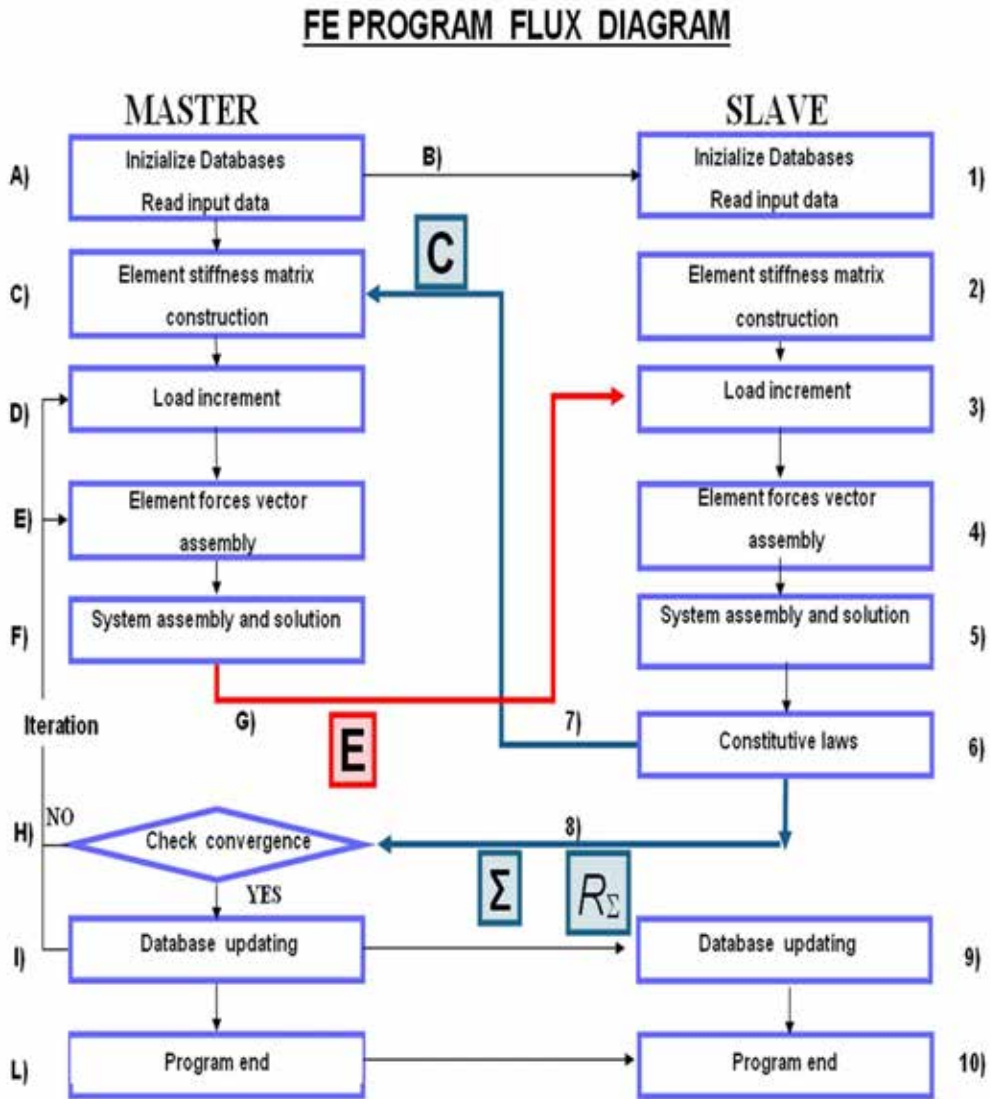 FE PROGRAM FLUX DIAGRAM
MASTER
SLAVE
A)
Inizialize Databases
Read input data
B)
Inizialize Databases
Read input data
1)
C
C)
Element stiffness matrix
construction
Element stiffness matrix
construction
2)
D)
Load increment
Load increment
3)
E)
Element forces vector
assembly
Element forces vector
assembly
4)
F)
System assembly and solution
System assembly and solution
5)
Iteration
G)
E
7)
Constitutive laws
6)
H)
NO
Check convergence
8)
YES
Σ
RΣ
I)
Database updating
Database updating
9)
L)
Program end
Program end
10)